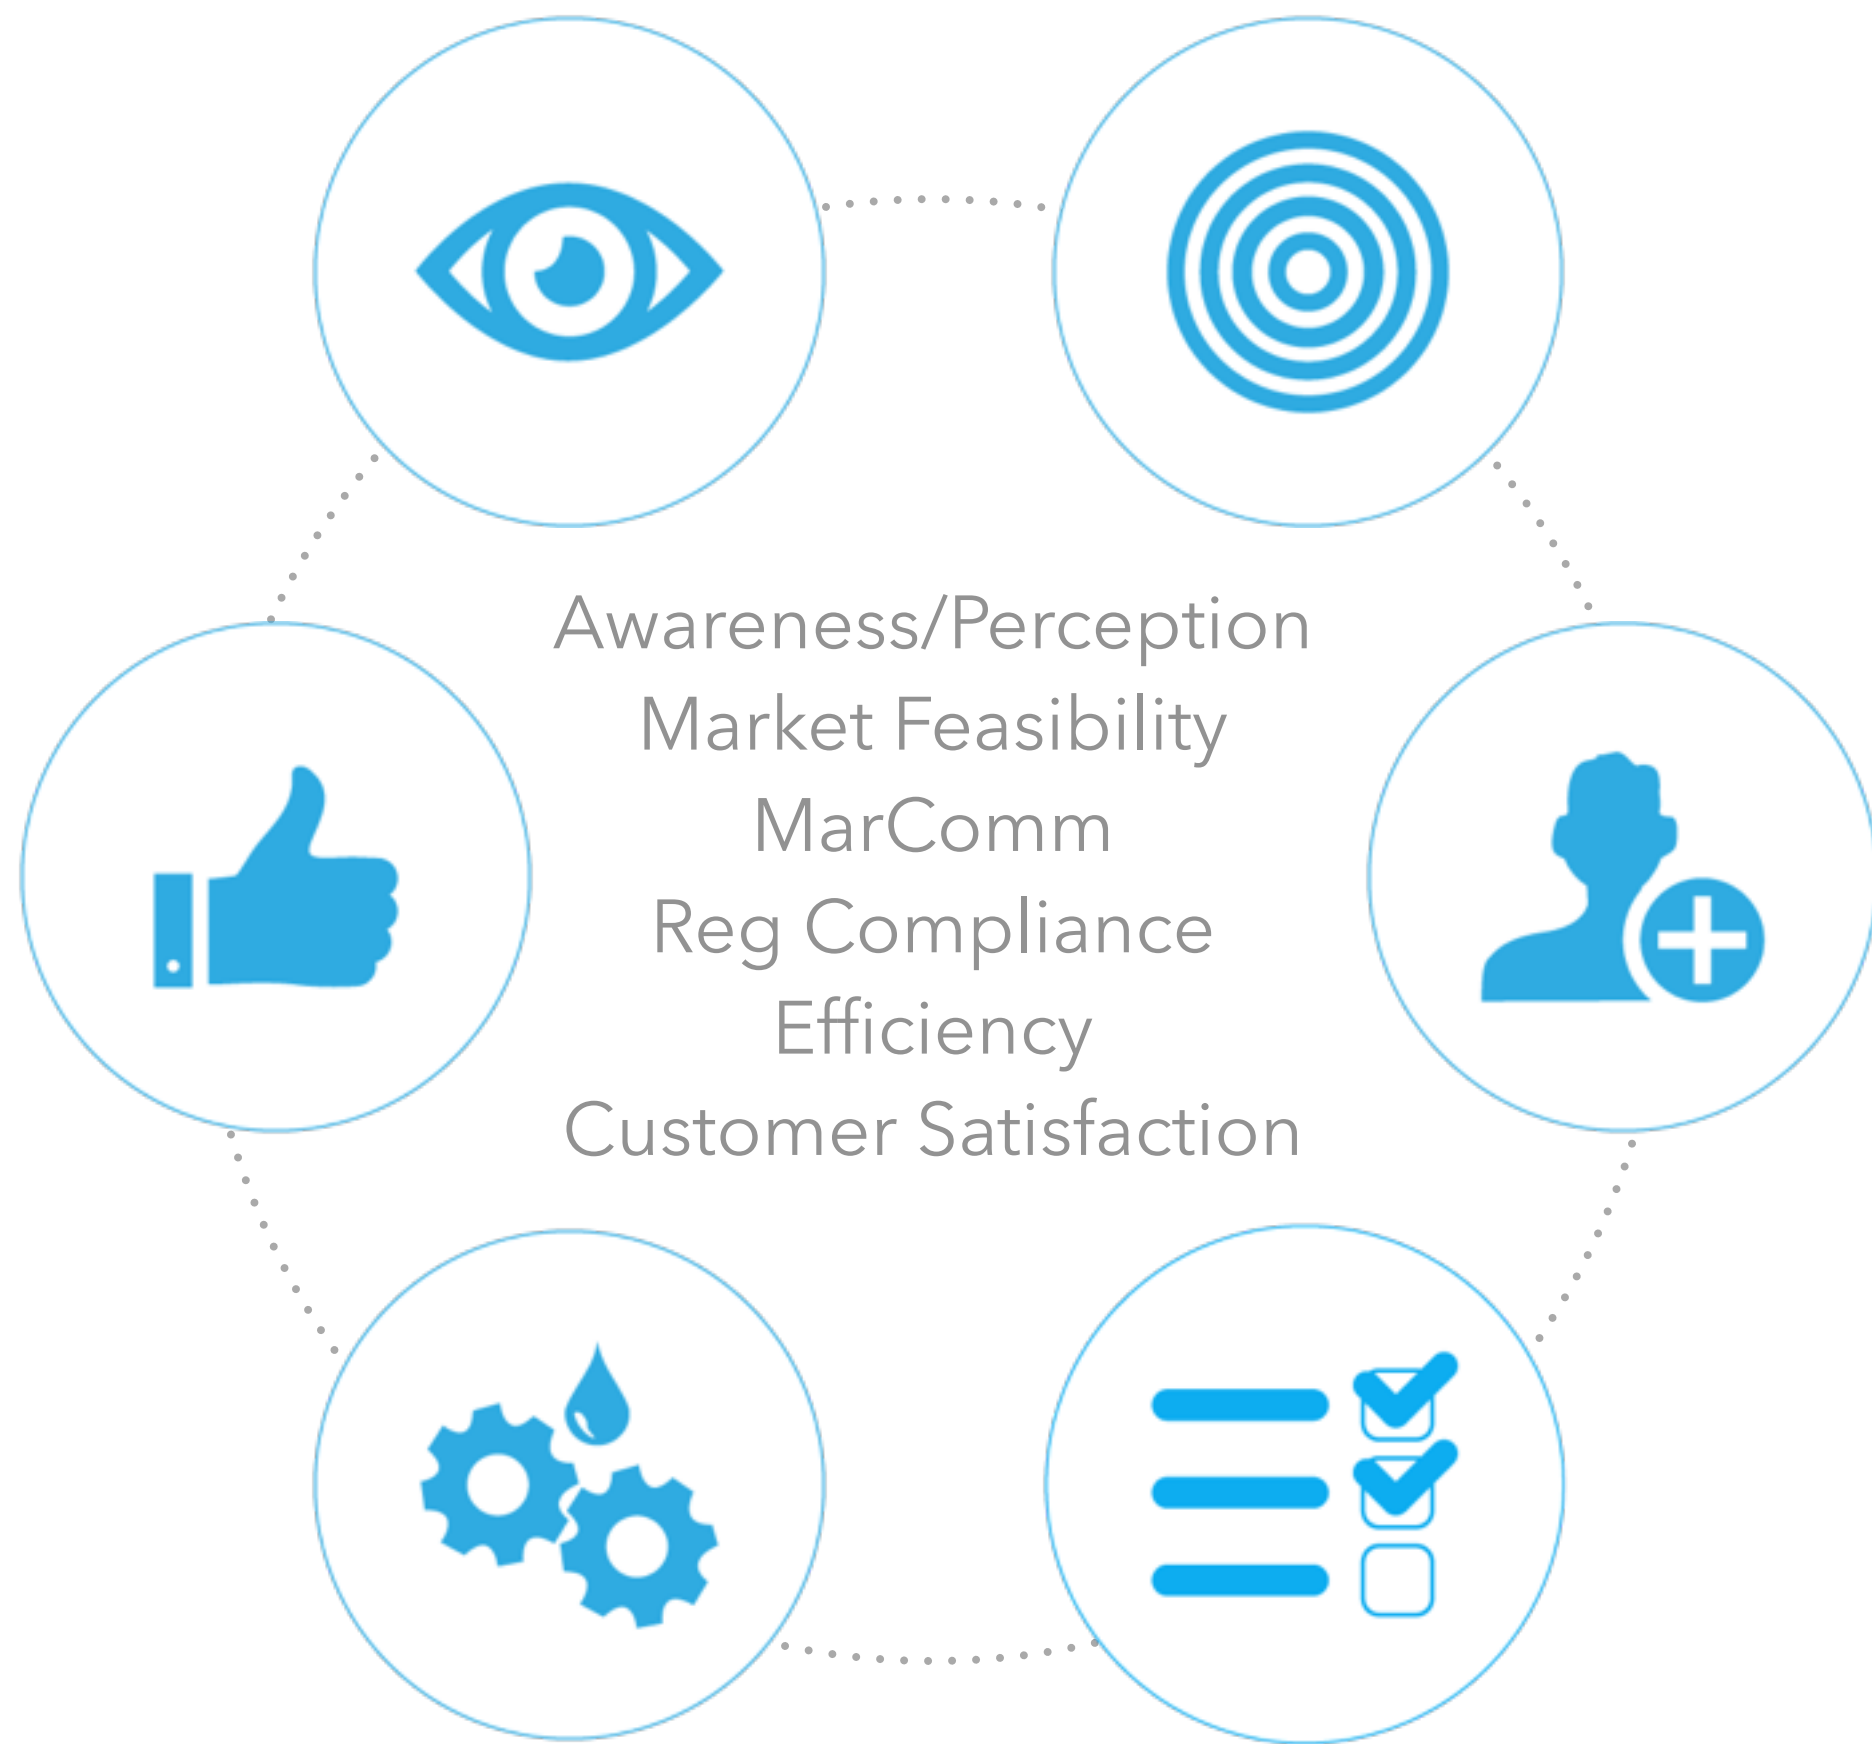 Awareness/Perception
Market Feasibility
MarComm
Reg Compliance
Efficiency
Customer Satisfaction